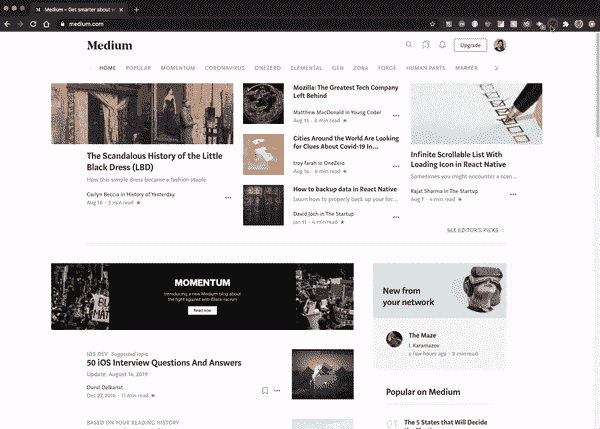 Medium – Get smarter about w
medium.com
Medium
Upgrade
HOME POPULAR MOMENTUM CORONAVIRUS ONEZERO ELEMENTAL GEN ZORA FORGE HUMAN PARTS MARKER
The Scandalous History of the Little
Black Dress (LBD)
How this simple dress became a fashion staple
Carlyn Beccia in History of Yesterday
Aug 16 · 5 min read ★
Mozilla: The Greatest Tech Company
Left Behind
Matthew MacDonald in Young Coder
Aug 13 · 8 min read ★
Cities Around the World Are Looking
for Clues About Covid-19 In...
troy farah in OneZero
Aug 16 · 8 min read ★
How to backup data in React Native
Learn how to properly back up your loc...
David Jöch in The Startup
Jan 11 · 4 min read ★
Infinite Scrollable List With
Loading Icon in React Native
Sometimes you might encounter a scen...
Rajat Sharma in The Startup
Aug 7 · 5 min read ★
SEE EDITOR'S PICKS
MOMENTUM
Introducing a new Medium blog about
the fight against anti-Black racism
Read now
New from
your network
The Maze
I. Karamazov
a few hours ago · 9 min read
IOS DEV Suggested topic
50 iOS Interview Questions And Answers
Update: August 14, 2019
Durul Dalkanat
Dec 27, 2016 · 11 min read ★
BASED ON YOUR READING HISTORY
Popular on Medium
01 The 5 States that Will Decide